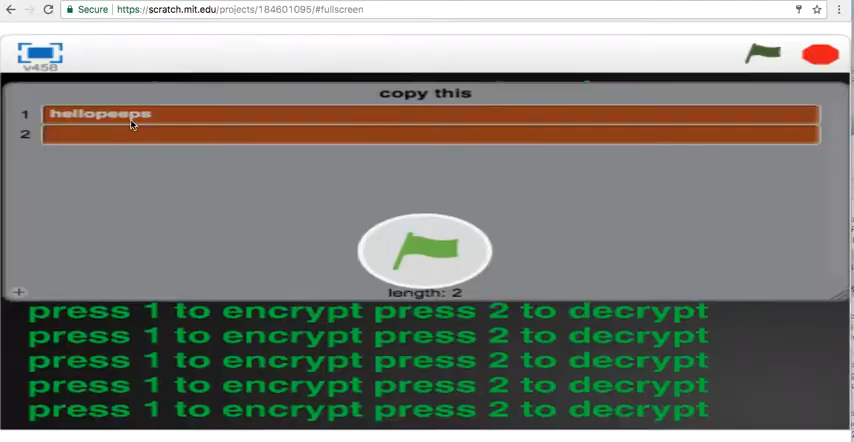 Secure https://scratch.mit.edu/projects/184601095/#fullscreen
v458
copy this
1 hellopeeps
2
length: 2
press 1 to encrypt press 2 to decrypt
press 1 to encrypt press 2 to decrypt
press 1 to encrypt press 2 to decrypt
press 1 to encrypt press 2 to decrypt
press 1 to encrypt press 2 to decrypt